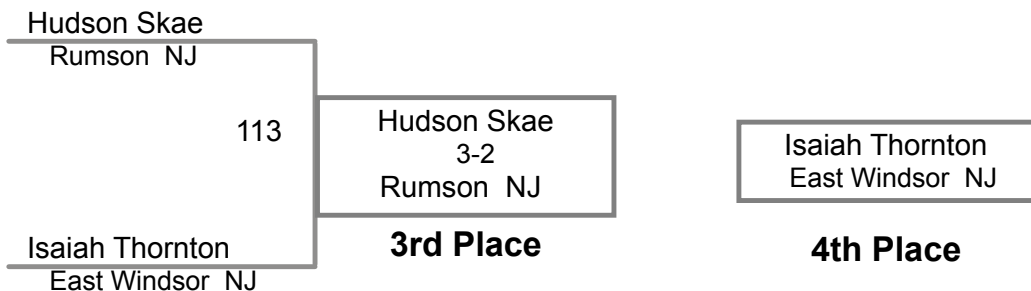 Hudson Skae
Rumson NJ
113
Hudson Skae
3-2
Rumson NJ
3rd Place
Isaiah Thornton
East Windsor NJ
Isaiah Thornton
East Windsor NJ
4th Place